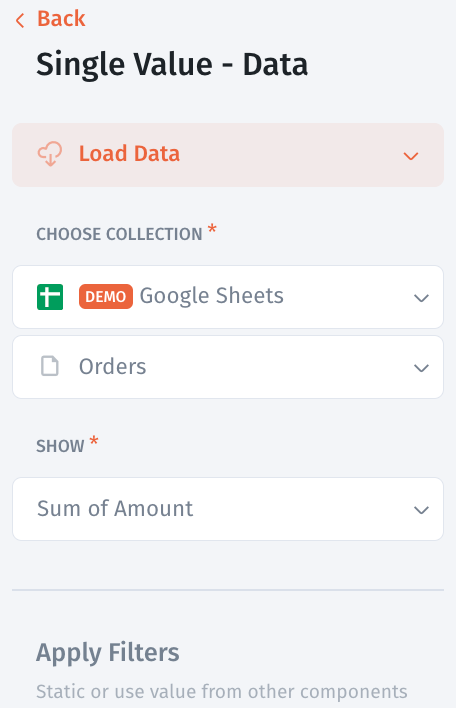 Back
Single Value - Data
Load Data
CHOOSE COLLECTION *
DEMO Google Sheets
Orders
SHOW *
Sum of Amount
Apply Filters
Static or use value from other components